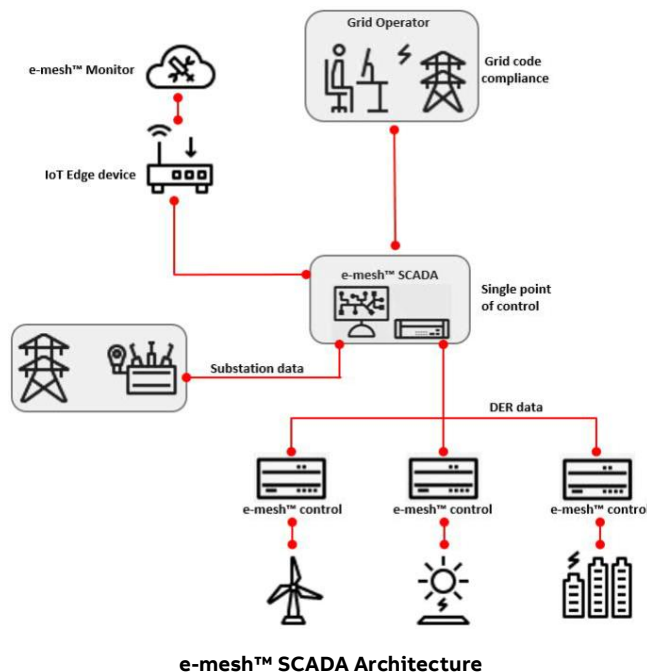 Grid Operator
e-mesh™ Monitor
Grid code
compliance
IoT Edge device
e-mesh™ SCADA
Single point
of control
Substation data
DER data
e-mesh™ control
e-mesh™ control
e-mesh™ control
e-mesh™ SCADA Architecture